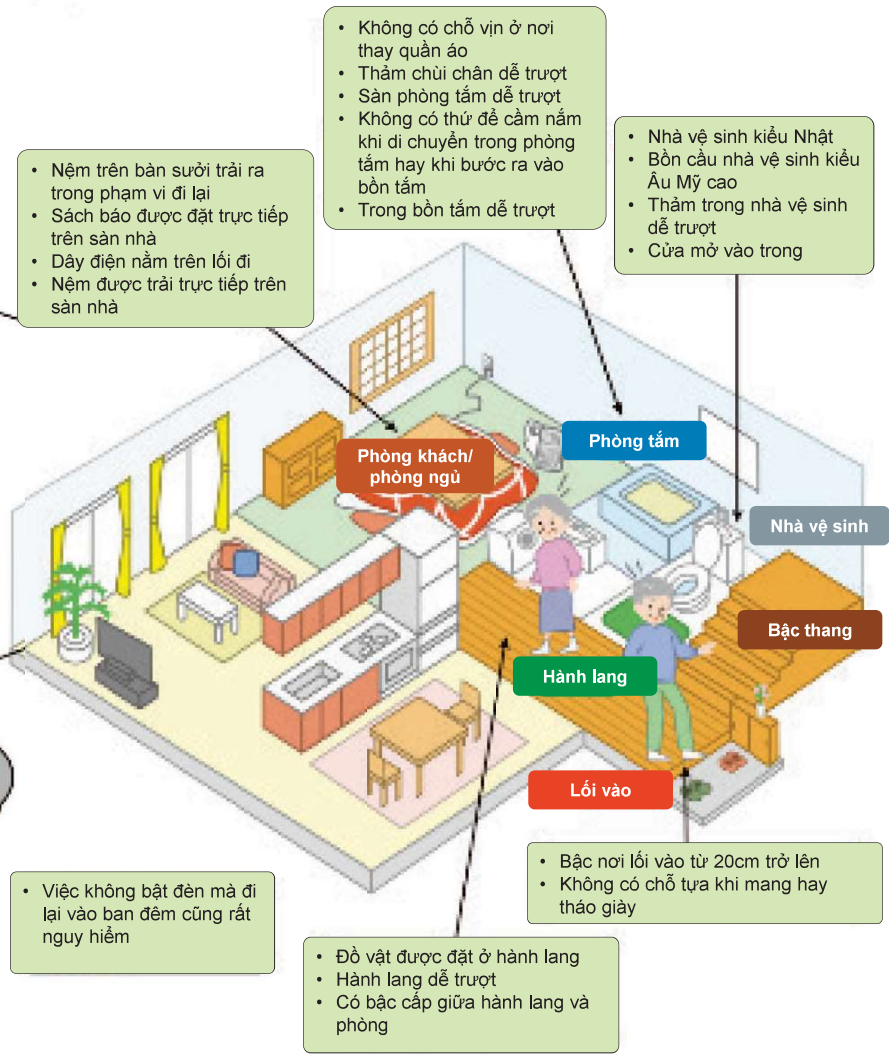 • Không có chỗ vịn ở nơi
thay quần áo
• Thảm chùi chân dễ trượt
• Sàn phòng tắm dễ trượt
• Không có thứ để cầm nắm
khi di chuyển trong phòng
tắm hay khi bước ra vào
bồn tắm
• Trong bồn tắm dễ trượt
• Nhà vệ sinh kiểu Nhật
• Bồn cầu nhà vệ sinh kiểu
Âu Mỹ cao
• Thảm trong nhà vệ sinh
dễ trượt
• Cửa mở vào trong
• Nệm trên bàn sưởi trải ra
trong phạm vi đi lại
• Sách báo được đặt trực tiếp
trên sàn nhà
• Dây điện nằm trên lối đi
• Nệm được trải trực tiếp trên
sàn nhà
Phòng khách/
phòng ngủ
Phòng tắm
Nhà vệ sinh
Bậc thang
Hành lang
Lối vào
• Bậc nơi lối vào từ 20cm trở lên
• Không có chỗ tựa khi mang hay
tháo giày
• Việc không bật đèn mà đi
lại vào ban đêm cũng rất
nguy hiểm
• Đồ vật được đặt ở hành lang
• Hành lang dễ trượt
• Có bậc cấp giữa hành lang và
phòng